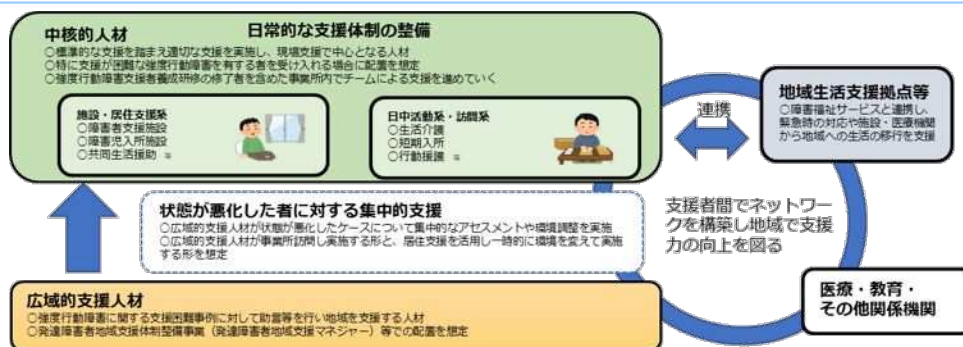 中核的人材
日常的な支援体制の整備
○標準的な支援を踏まえ適切な支援を実施し、現場支援で中心となる人材
○特に支援が困難な強度行動障害を有する者を受け入れる場合に配置を想定
○強度行動障害支援者養成研修の修了者を含めた事業所内でチームによる支援を進めていく
施設・居住支援系
○障害者支援施設
○障害児入所施設
○共同生活援助 等
日中活動系・訪問系
○生活介護
○短期入所
○行動援護 等
連携
地域生活支援拠点等
○障害福祉サービスと連携し、
緊急時の対応や施設・医療機関
から地域への生活の移行を支援
状態が悪化した者に対する集中的支援
○広域的支援人材が状態が悪化したケースについて集中的なアセスメントや環境調整を実施
○広域的支援人材が事業所訪問し実施する形と、居住支援を活用し一時的に環境を変えて実施
する形を想定
支援者間でネットワー
クを構築し地域で支援
力の向上を図る
広域的支援人材
○強度行動障害に関する支援困難事例に対して助言等を行い地域を支援する人材
○発達障害者地域支援体制整備事業（発達障害者地域支援マネジャー）等での配置を想定
医療・教育・
その他関係機関